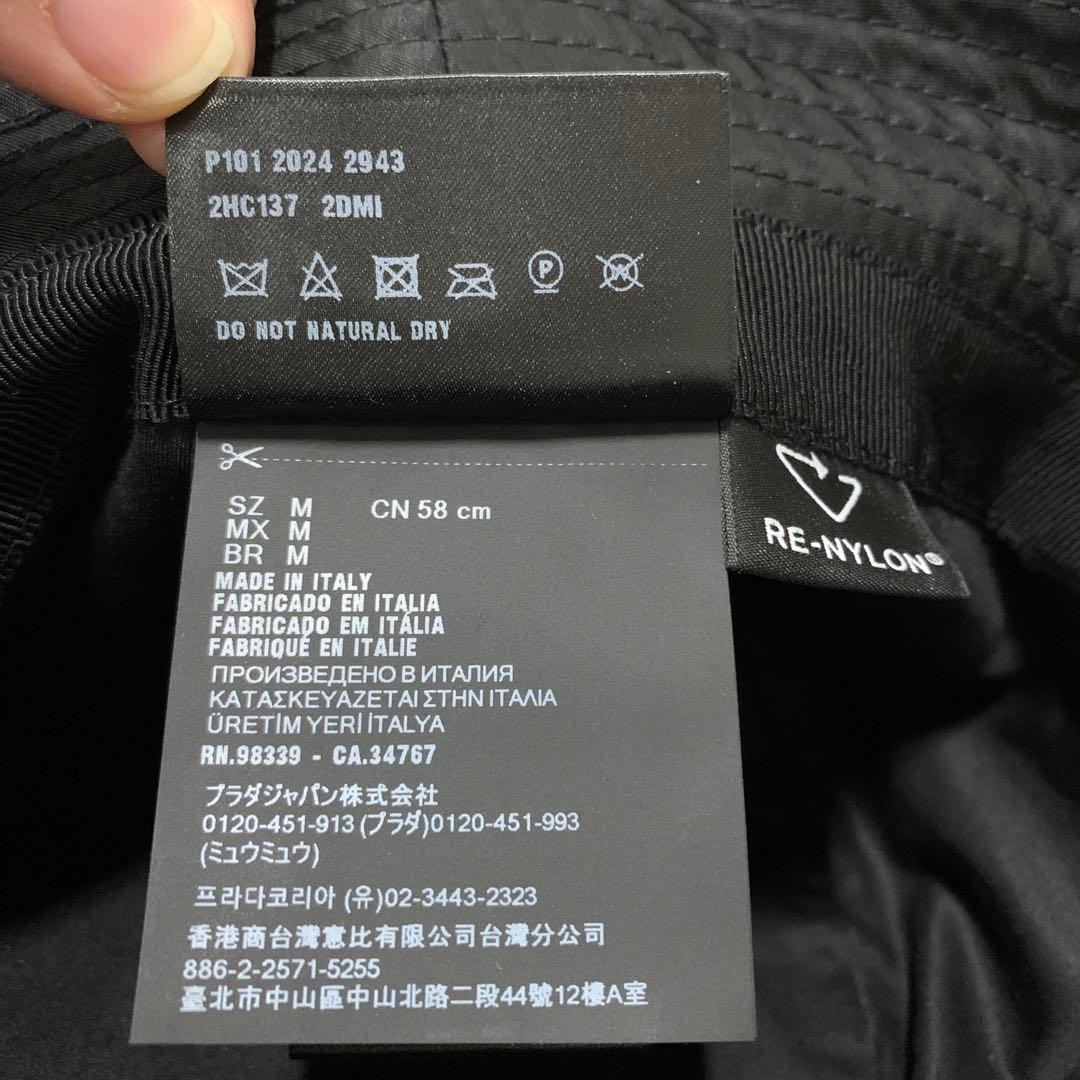 P101 2024 2943
2HC137 2DMI
P W
DO NOT NATURAL DRY
SZ M CN 58 cm
MX M
BR M
MADE IN ITALY
FABRICADO EN ITALIA
FABRICADO EM ITÁLIA
FABRIQUÉ EN ITALIE
ПРОИЗВЕДЕНО В ИТАЛИЯ
ΚΑΤΑΣΚΕΥΑΖΕΤΑΙ ΣΤΗΝ ΙΤΑΛΙΑ
ÜRETİM YERİ İTALYA
RN.98339 - CA.34767
プラダジャパン株式会社
0120-451-913 (プラダ)0120-451-993
(ミュウミュウ)
프라다코리아 (유)02-3443-2323
香港商台灣惠比有限公司台灣分公司
886-2-2571-5255
臺北市中山區中山北路二段44號12樓A室
RE-NYLON®